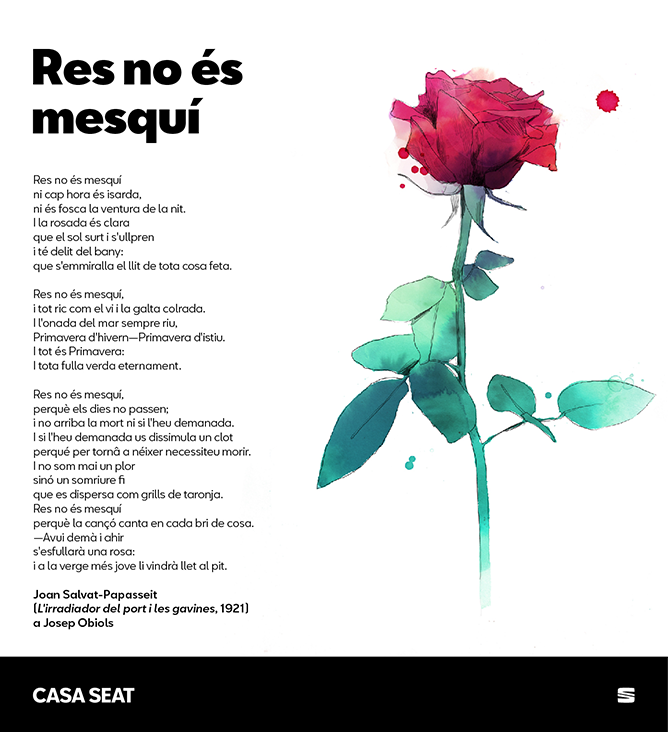 Res no és
mesquí
Res no és mesquí
ni cap hora és isarda,
ni és fosca la ventura de la nit.
I la rosada és clara
que el sol surt i s'ullpren
i té delit del bany:
que s'emmiralla el llit de tota cosa feta.
Res no és mesquí,
i tot ric com el vi i la galta colrada.
I l'onada del mar sempre riu,
Primavera d'hivern—Primavera d'istiu.
I tot és Primavera:
I tota fulla verda eternament.
Res no és mesquí,
perquè els dies no passen;
i no arriba la mort ni si l'heu demanada.
I si l'heu demanada us dissimula un clot
perqué per tornâ a néixer necessiteu morir.
I no som mai un plor
sinó un somriure fi
que es dispersa com grills de taronja.
Res no és mesquí
perquè la cançó canta en cada bri de cosa.
—Avui demà i ahir
s'esfullarà una rosa:
i a la verge més jove li vindrà llet al pit.
Joan Salvat-Papasseit
(L'irradiador del port i les gavines, 1921)
a Josep Obiols
CASA SEAT